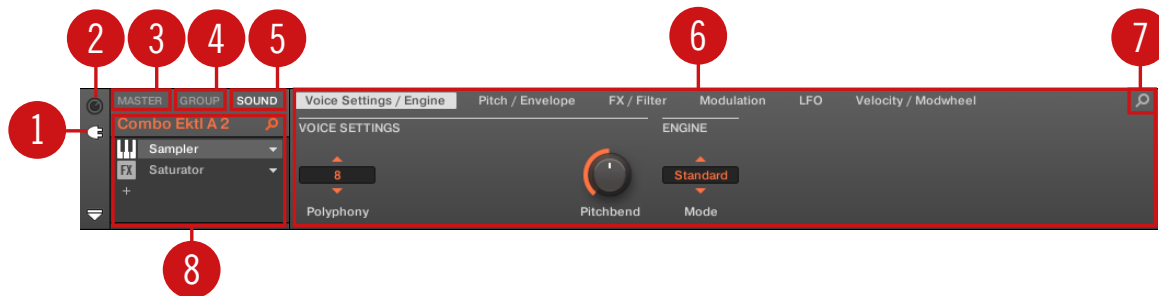 2 3 4 5 6 7
MASTER GROUP SOUND Voice Settings / Engine Pitch / Envelope FX / Filter Modulation LFO Velocity / Modwheel
1
Combo Ektl A 2
VOICE SETTINGS ENGINE
Sampler
FX Saturator
+
8 Standard
Polyphony Pitchbend Mode
8